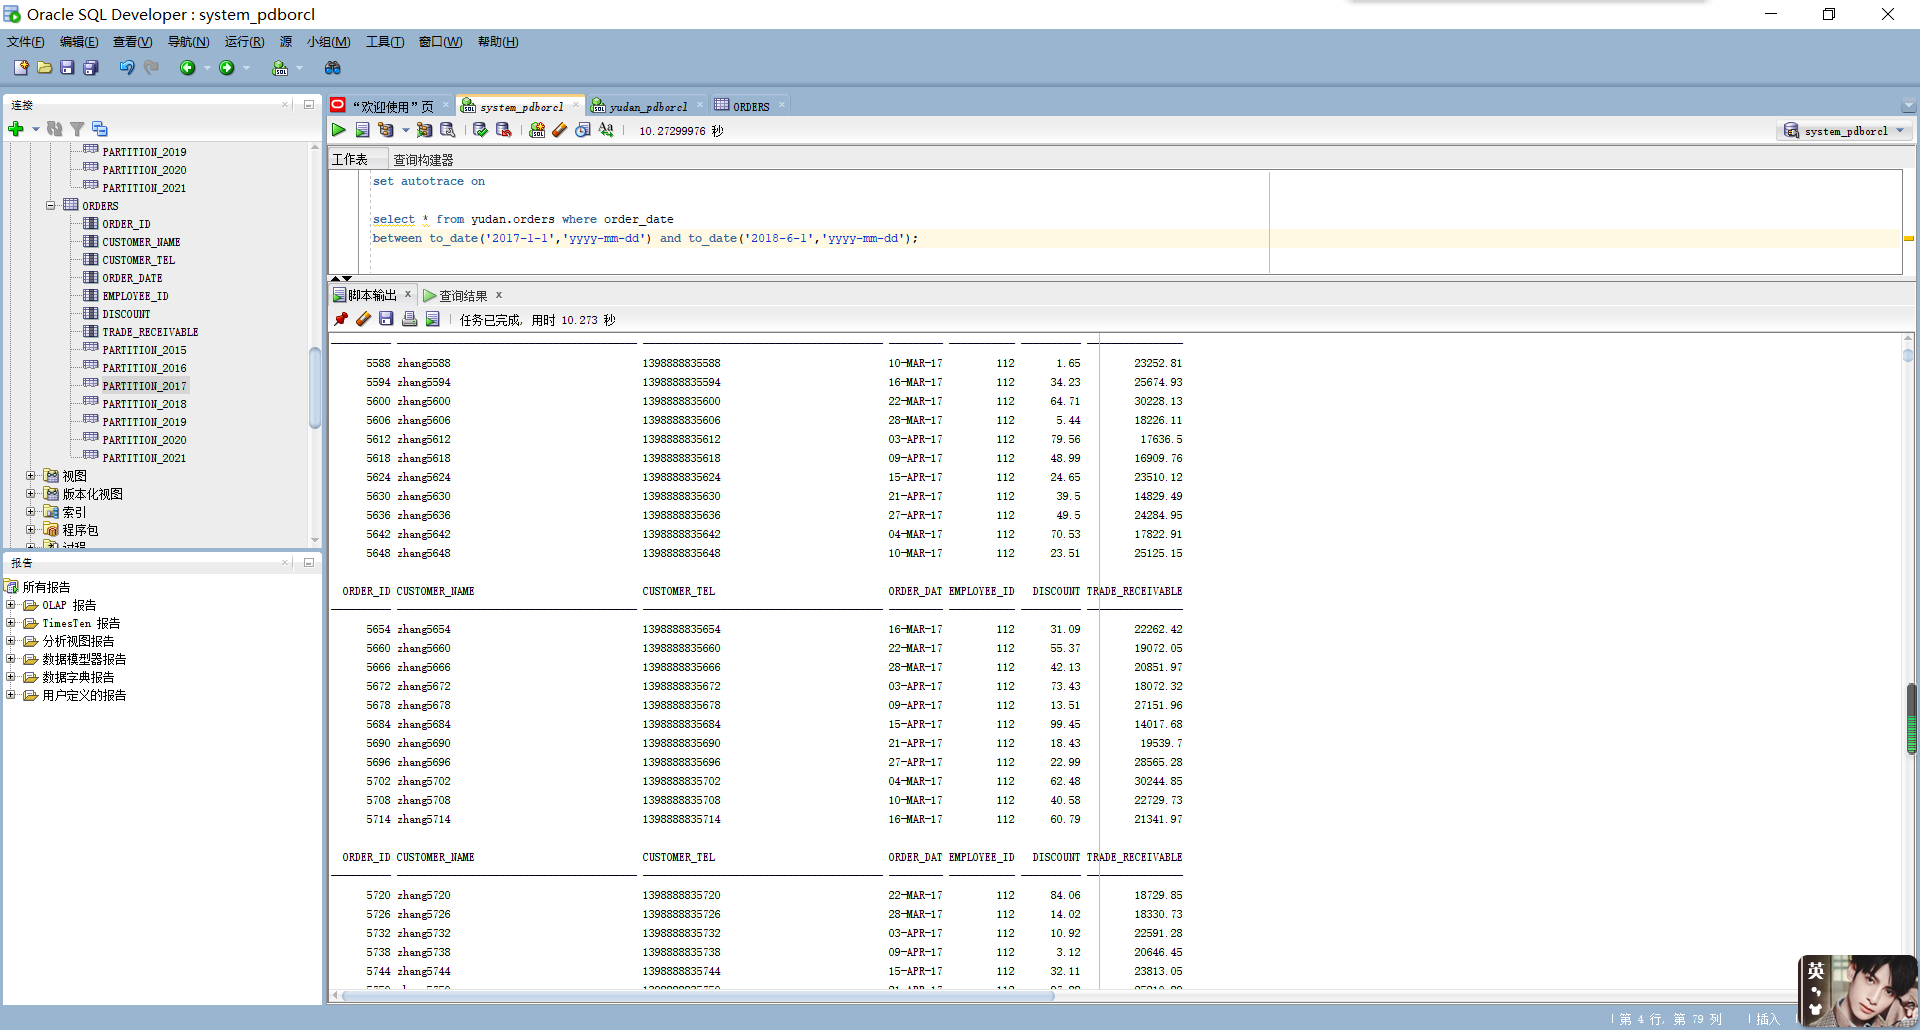 Oracle SQL Developer : system_pdborcl
文件(F) 编辑(E) 查看(V) 导航(N) 运行(R) 源 小组(M) 工具(T) 窗口(W) 帮助(H)
连接
PARTITION_2019
PARTITION_2020
PARTITION_2021
ORDERS
ORDER_ID
CUSTOMER_NAME
CUSTOMER_TEL
ORDER_DATE
EMPLOYEE_ID
DISCOUNT
TRADE_RECEIVABLE
PARTITION_2015
PARTITION_2016
PARTITION_2017
PARTITION_2018
PARTITION_2019
PARTITION_2020
PARTITION_2021
视图
版本化视图
索引
程序包
过程
报告
所有报告
OLAP 报告
TimesTen 报告
分析视图报告
数据模型器报告
数据字典报告
用户定义的报告
“欢迎使用”页 system_pdborcl yudan_pdborcl ORDERS
10.27299976 秒
system_pdborcl
工作表 查询构建器
set autotrace on
select * from yudan.orders where order_date
between to_date('2017-1-1','yyyy-mm-dd') and to_date('2018-6-1','yyyy-mm-dd');
脚本输出 x 查询结果 x
任务已完成, 用时 10.273 秒
5588 zhang5588 1398888835588 10-MAR-17 112 1.65 23252.81
5594 zhang5594 1398888835594 16-MAR-17 112 34.23 25674.93
5600 zhang5600 1398888835600 22-MAR-17 112 64.71 30228.13
5606 zhang5606 1398888835606 28-MAR-17 112 5.44 18226.11
5612 zhang5612 1398888835612 03-APR-17 112 79.56 17636.5
5618 zhang5618 1398888835618 09-APR-17 112 48.99 16909.76
5624 zhang5624 1398888835624 15-APR-17 112 24.65 23510.12
5630 zhang5630 1398888835630 21-APR-17 112 39.5 14829.49
5636 zhang5636 1398888835636 27-APR-17 112 49.5 24284.95
5642 zhang5642 1398888835642 04-MAR-17 112 70.53 17822.91
5648 zhang5648 1398888835648 10-MAR-17 112 23.51 25125.15
ORDER_ID CUSTOMER_NAME CUSTOMER_TEL ORDER_DAT EMPLOYEE_ID DISCOUNT TRADE_RECEIVABLE
5654 zhang5654 1398888835654 16-MAR-17 112 31.09 22262.42
5660 zhang5660 1398888835660 22-MAR-17 112 55.37 19072.05
5666 zhang5666 1398888835666 28-MAR-17 112 42.13 20851.97
5672 zhang5672 1398888835672 03-APR-17 112 73.43 18072.32
5678 zhang5678 1398888835678 09-APR-17 112 13.51 27151.96
5684 zhang5684 1398888835684 15-APR-17 112 99.45 14017.68
5690 zhang5690 1398888835690 21-APR-17 112 18.43 19539.7
5696 zhang5696 1398888835696 27-APR-17 112 22.99 28565.28
5702 zhang5702 1398888835702 04-MAR-17 112 62.48 30244.85
5708 zhang5708 1398888835708 10-MAR-17 112 40.58 22729.73
5714 zhang5714 1398888835714 16-MAR-17 112 60.79 21341.97
ORDER_ID CUSTOMER_NAME CUSTOMER_TEL ORDER_DAT EMPLOYEE_ID DISCOUNT TRADE_RECEIVABLE
5720 zhang5720 1398888835720 22-MAR-17 112 84.06 18729.85
5726 zhang5726 1398888835726 28-MAR-17 112 14.02 18330.73
5732 zhang5732 1398888835732 03-APR-17 112 10.92 22591.28
5738 zhang5738 1398888835738 09-APR-17 112 3.12 20646.45
5744 zhang5744 1398888835744 15-APR-17 112 32.11 23813.05
英
第 4 行, 第 79 列 插入